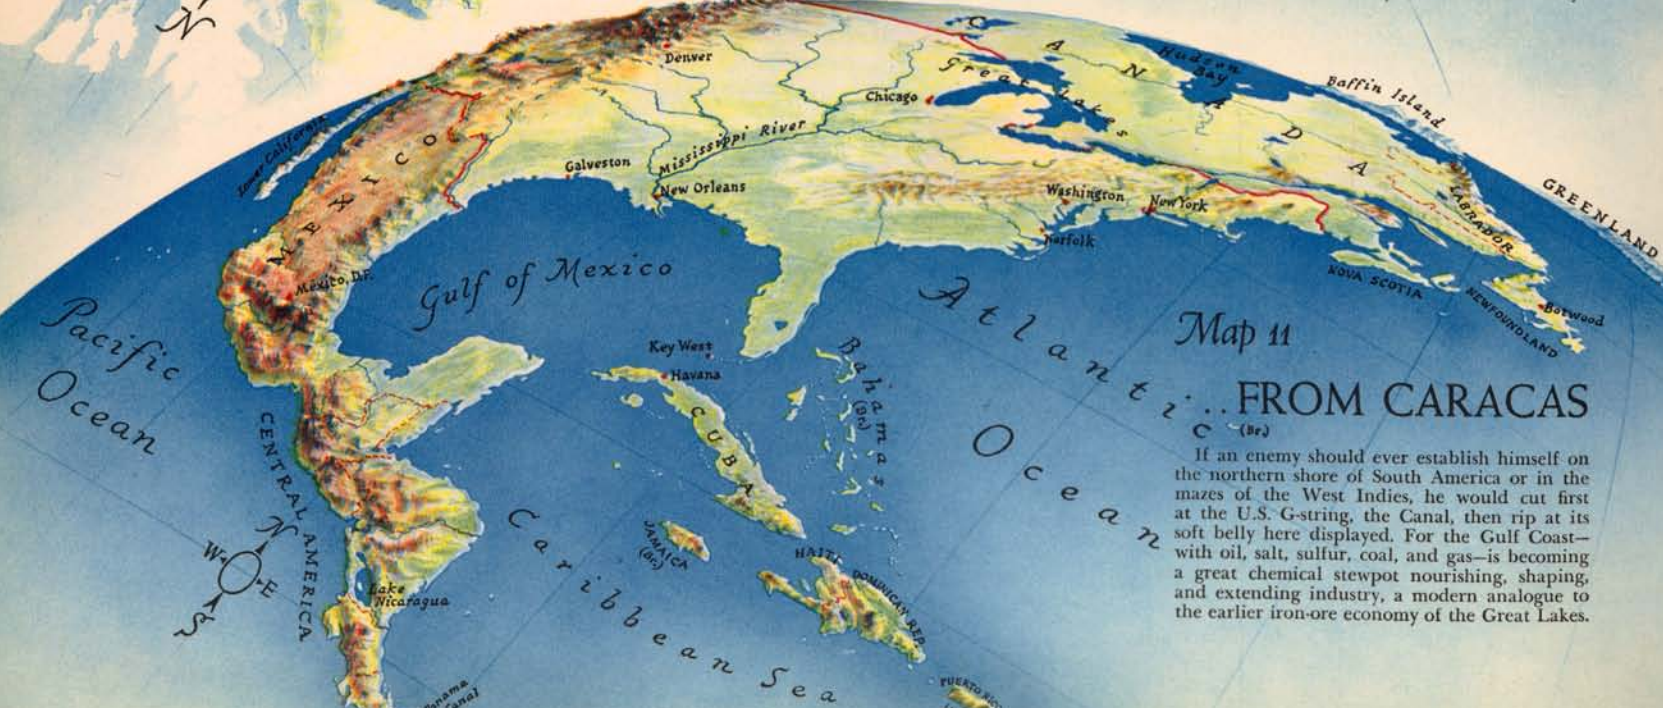 N
Denver
CANADA
Hudson
Bay
Baffin Island
Great Lakes
Chicago
Lower California
MEXICO
Mississippi River
Galveston
New Orleans
Washington
New York
Norfolk
LABRADOR
GREENLAND
NOVA SCOTIA
NEWFOUNDLAND
Botwood
México, D.F.
Gulf of Mexico
Pacific
Ocean
Atlantic
Ocean
Key West
Havana
Bahamas
(Br.)
CUBA
(Br.)
Map 11
FROM CARACAS
If an enemy should ever establish himself on
the northern shore of South America or in the
mazes of the West Indies, he would cut first
at the U.S. G-string, the Canal, then rip at its
soft belly here displayed. For the Gulf Coast—
with oil, salt, sulfur, coal, and gas—is becoming
a great chemical stewpot nourishing, shaping,
and extending industry, a modern analogue to
the earlier iron-ore economy of the Great Lakes.
CENTRAL AMERICA
N
W
E
S
JAMAICA
(Br.)
HAITI
DOMINICAN REP.
Lake
Nicaragua
Caribbean Sea
Panama
Canal
PUERTO RICO